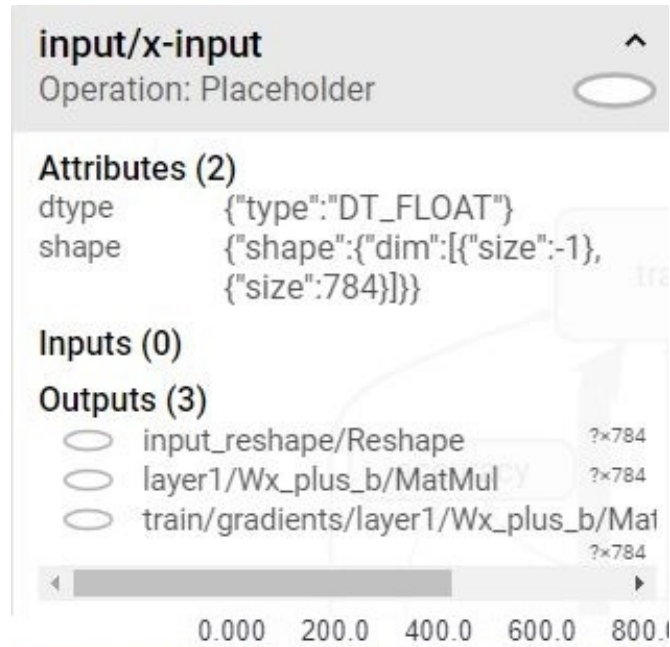 input/x-input
Operation: Placeholder
Attributes (2)
dtype {"type":"DT_FLOAT"}
shape {"shape":{"dim":[{"size":-1},
{"size":784}]}}
Inputs (0)
Outputs (3)
input_reshape/Reshape ?×784
layer1/Wx_plus_b/MatMul ?×784
train/gradients/layer1/Wx_plus_b/Mat
?×784
0.000 200.0 400.0 600.0 800.